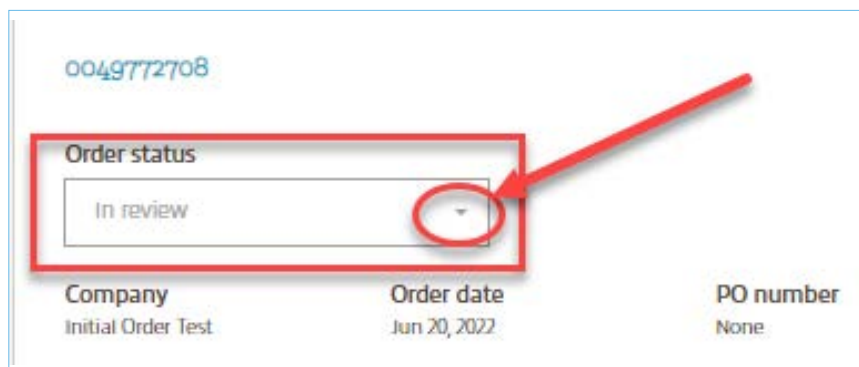 0049772708
Order status
In review
Company Order date PO number
Initial Order Test Jun 20, 2022 None